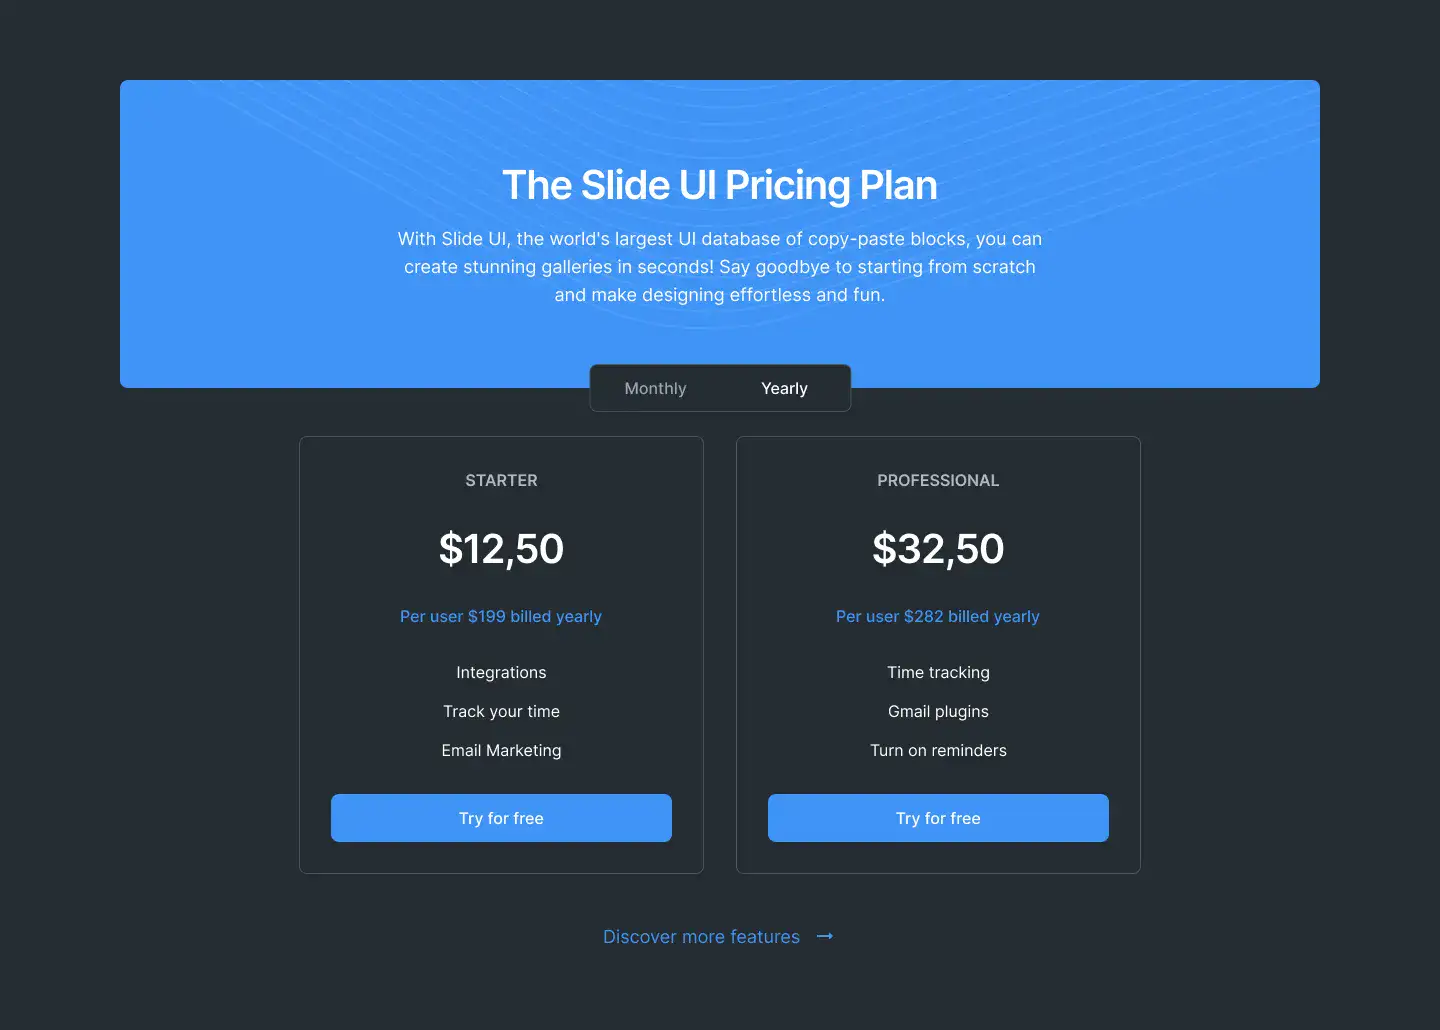 The Slide UI Pricing Plan
With Slide UI, the world's largest UI database of copy-paste blocks, you can
create stunning galleries in seconds! Say goodbye to starting from scratch
and make designing effortless and fun.
Monthly
Yearly
STARTER
$12,50
Per user $199 billed yearly
Integrations
Track your time
Email Marketing
Try for free
PROFESSIONAL
$32,50
Per user $282 billed yearly
Time tracking
Gmail plugins
Turn on reminders
Try for free
Discover more features →